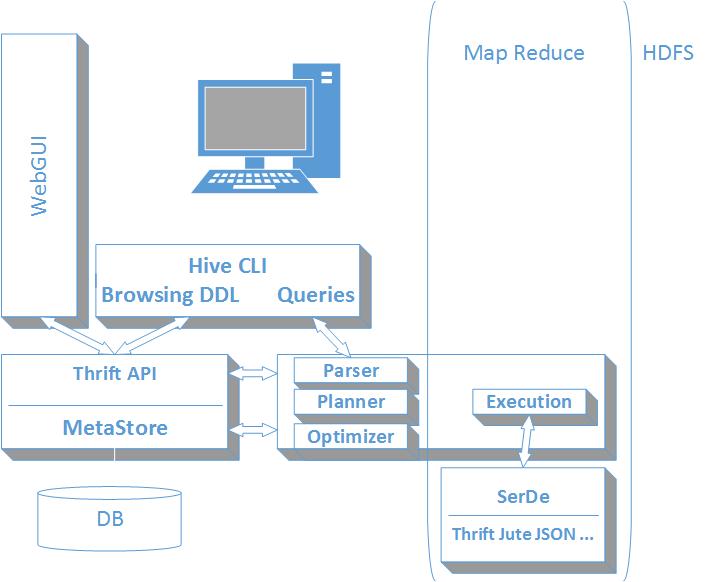 Map Reduce
HDFS
WebGUI
Hive CLI
Browsing DDL Queries
Thrift API
MetaStore
Parser
Planner
Optimizer
Execution
SerDe
Thrift Jute JSON ...
DB